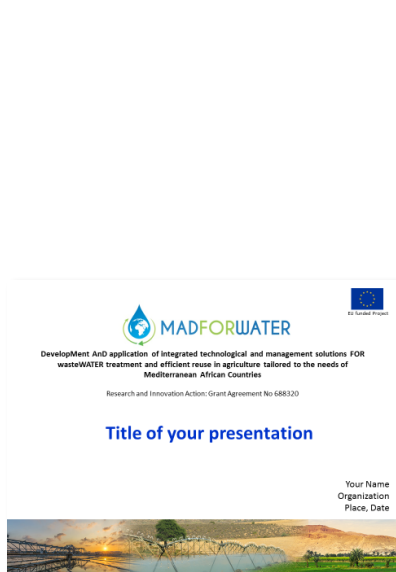 EU funded Project
MADFORWATER
DevelopMent AnD application of integrated technological and management solutions FOR
wasteWATER treatment and efficient reuse in agriculture tailored to the needs of
Mediterranean African Countries
Research and Innovation Action: Grant Agreement No 688320
Title of your presentation
Your Name
Organization
Place, Date